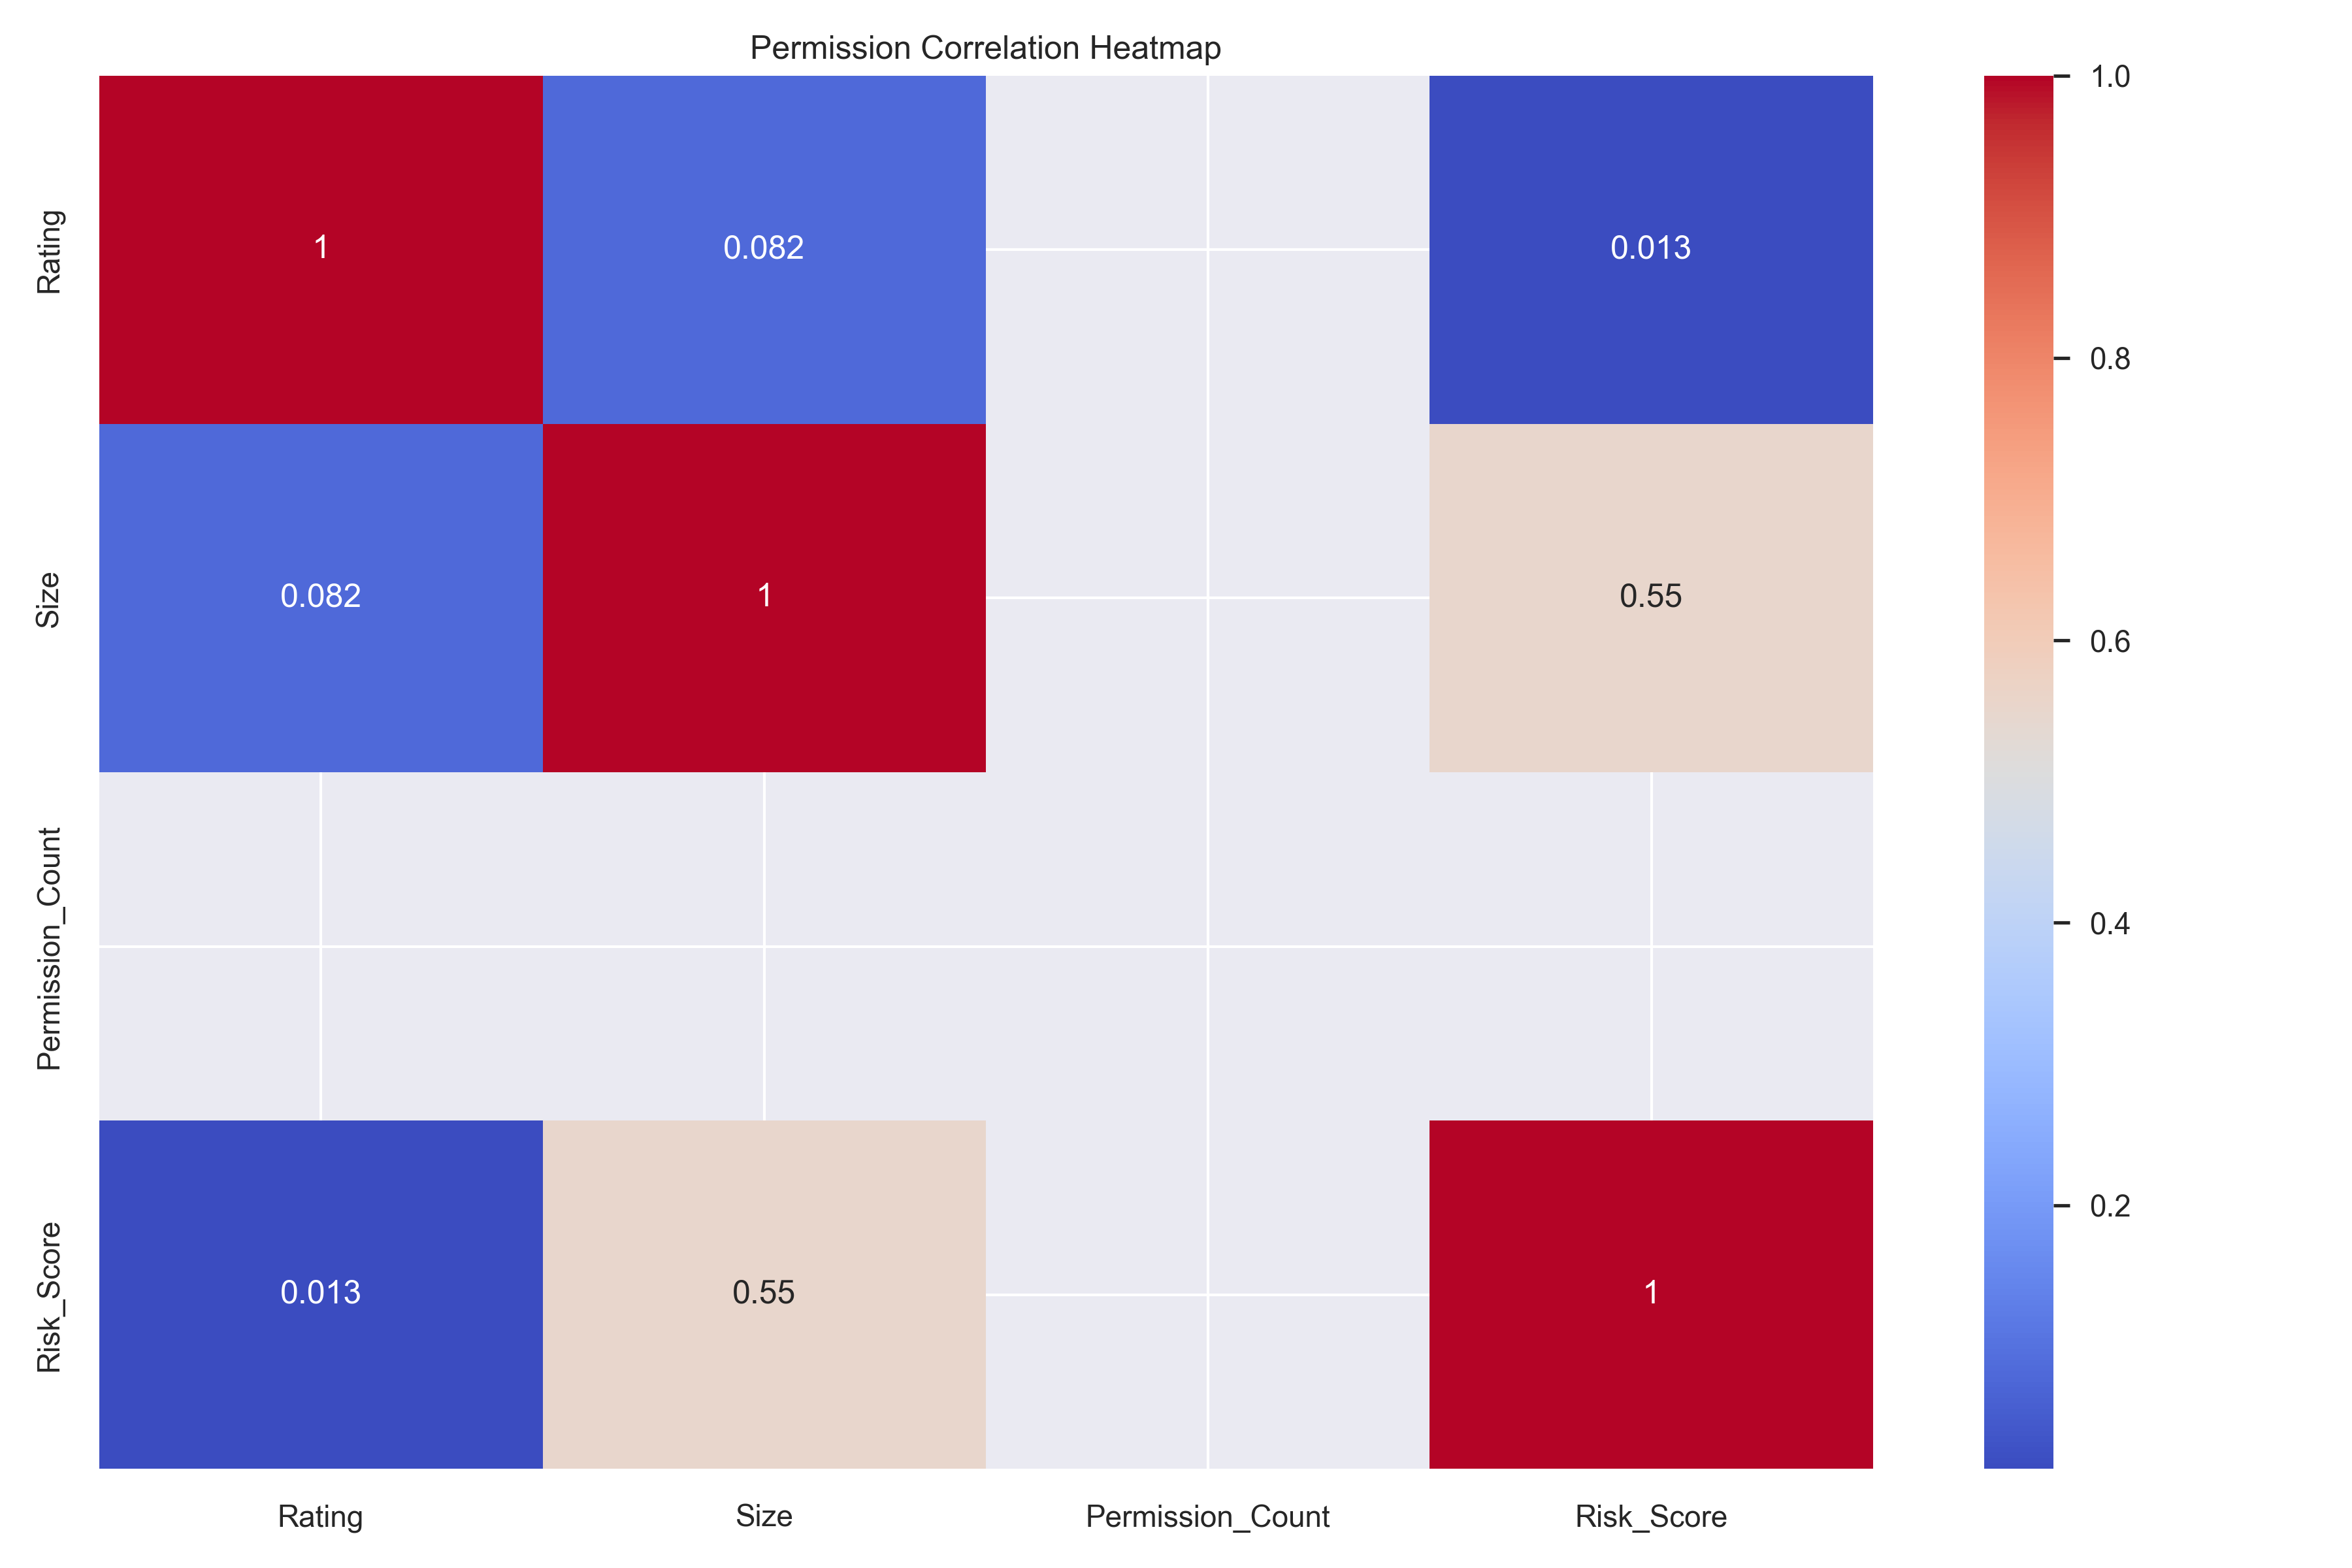 Permission Correlation Heatmap
Rating
1
0.082
0.013
Size
0.082
1
0.55
Permission_Count
Risk_Score
0.013
0.55
1
Rating
Size
Permission_Count
Risk_Score
1.0
0.8
0.6
0.4
0.2